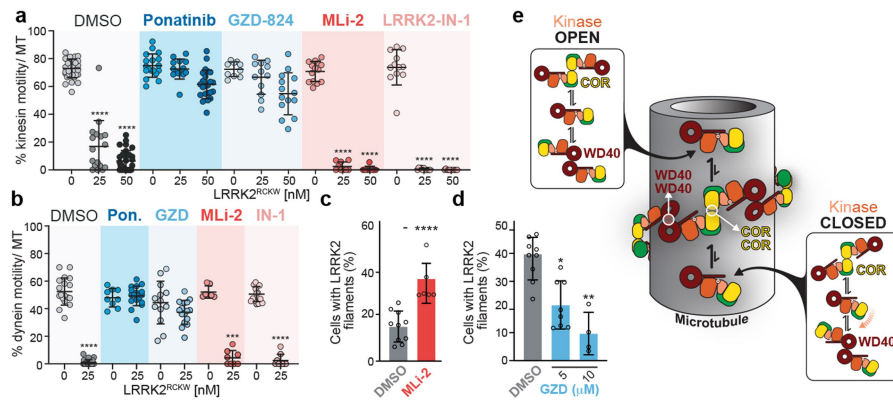 a
DMSO Ponatinib GZD-824 MLi-2 LRRK2-IN-1
% kinesin motility/ MT
100
80
60
40
20
0
**** **** **** **** **** ****
0 25 50 0 25 50 0 25 50 0 25 50 0 25 50
LRRK2RCKW [nM]
b
DMSO Pon. GZD MLi-2 IN-1
% dynein motility/ MT
100
80
60
40
20
0
**** *** ****
0 25 0 25 0 25 0 25 0 25
LRRK2RCKW [nM]
c
Cells with LRRK2
filaments (%)
60
40
20
0
- ****
DMSO
MLi-2
d
Cells with LRRK2
filaments (%)
50
40
30
20
10
0
*
**
DMSO
5
10
GZD (μM)
e
Kinase
OPEN
COR
WD40
WD40
WD40
COR
COR
Microtubule
Kinase
CLOSED
COR
WD40